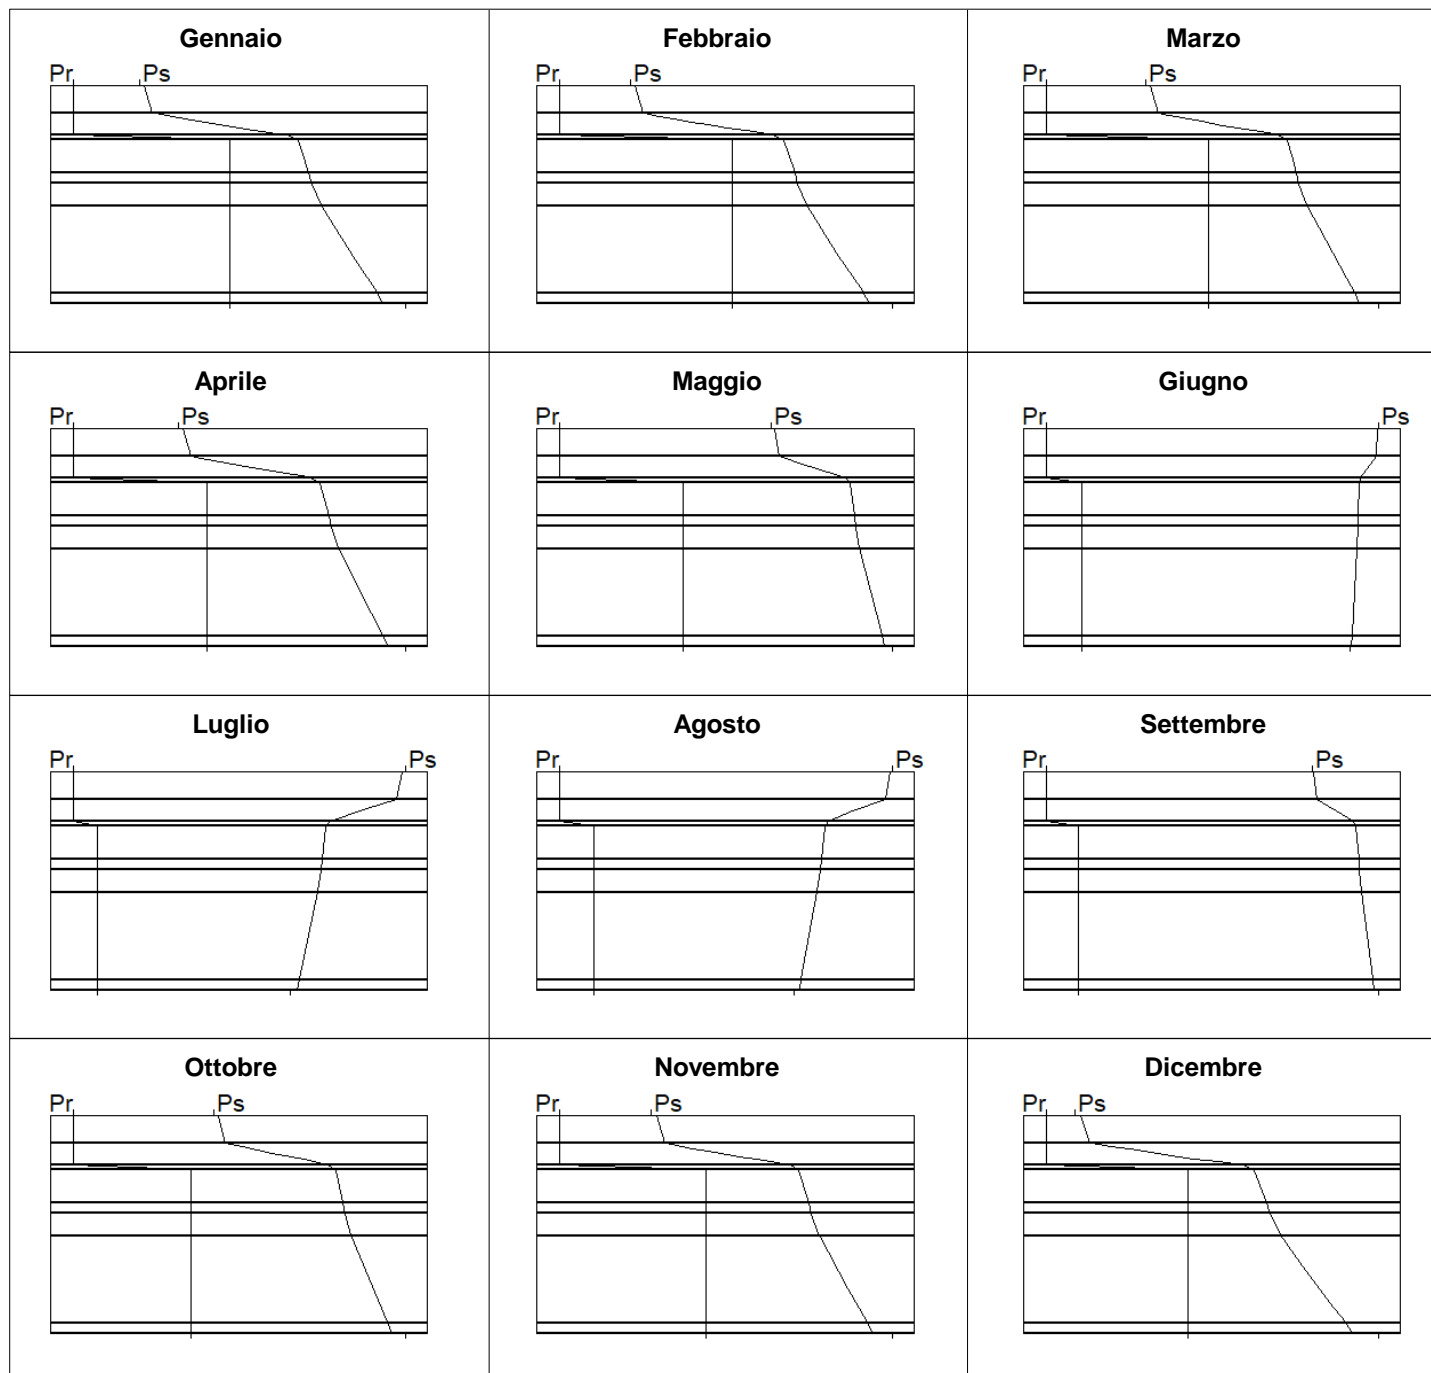 Gennaio Febbraio Marzo
Pr Ps Pr Ps Pr Ps
Aprile Maggio Giugno
Pr Ps Pr Ps Pr Ps
Luglio Agosto Settembre
Pr Ps Pr Ps Pr Ps
Ottobre Novembre Dicembre
Pr Ps Pr Ps Pr Ps